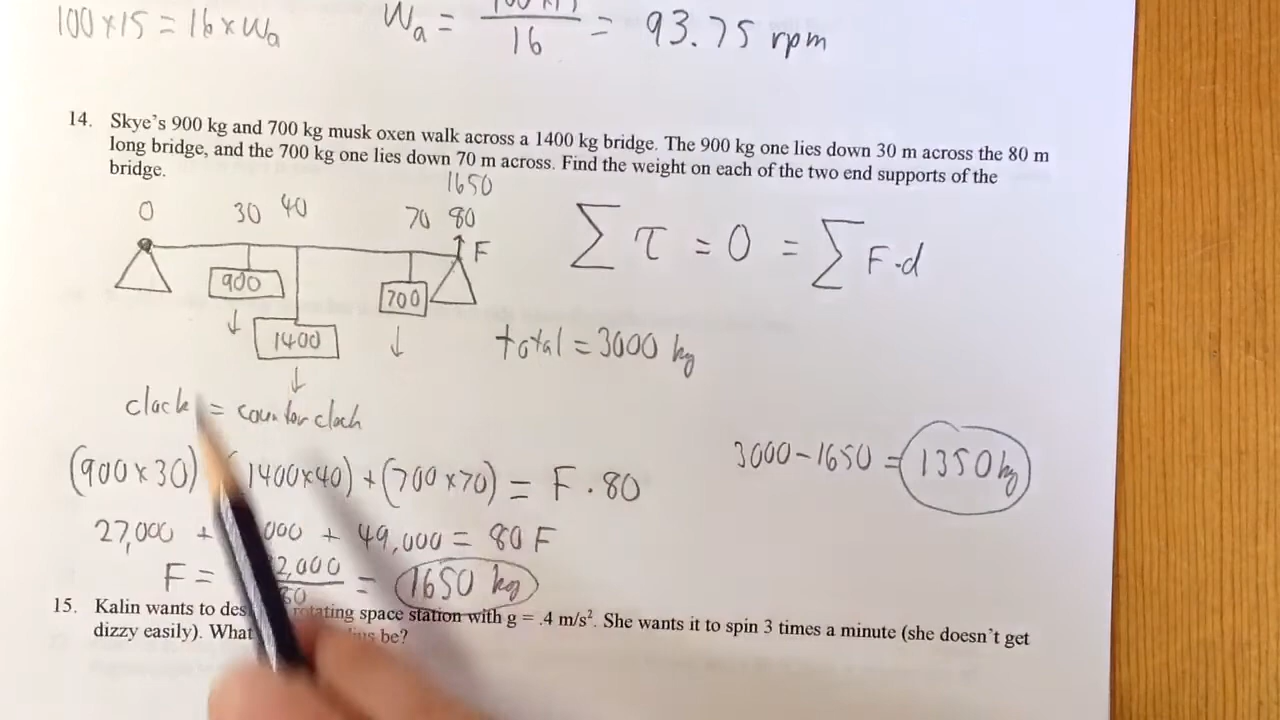 100×15 = 16×Wa
Wa = 16 = 93.75 rpm
14. Skye's 900 kg and 700 kg musk oxen walk across a 1400 kg bridge. The 900 kg one lies down 30 m across the 80 m
long bridge, and the 700 kg one lies down 70 m across. Find the weight on each of the two end supports of the
bridge.
1650
0 30 40 70 80
F
Σ τ = 0 = Σ F·d
900
700
1400
total = 3000 kg
clock = counter clock
3000-1650 = 1350 kg
(900×30) 1400×40) + (700×70) = F · 80
27,000 + 000 + 49,000 = 80 F
F = 2,000 = 1650 kg
15. Kalin wants to rotating space station with g = .4 m/s². She wants it to spin 3 times a minute (she doesn't get
dizzy easily). What be?